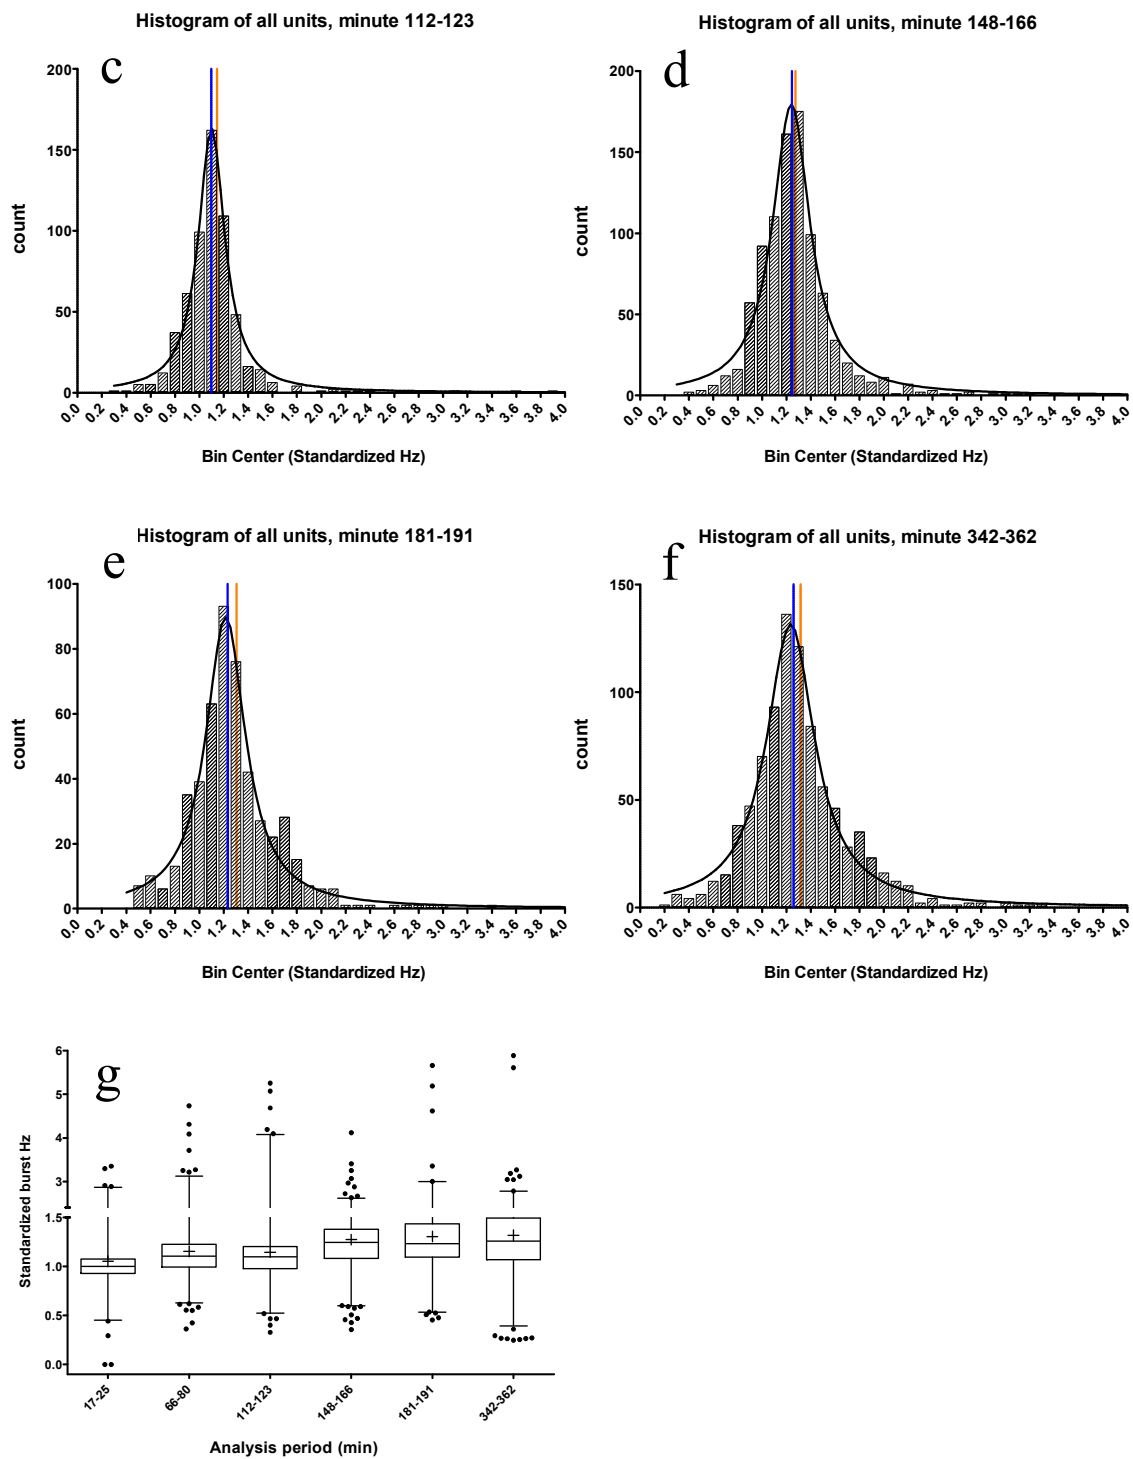 Histogram of all units, minute 112-123
c
200
150
100
50
0
count
0.0 0.2 0.4 0.6 0.8 1.0 1.2 1.4 1.6 1.8 2.0 2.2 2.4 2.6 2.8 3.0 3.2 3.4 3.6 3.8 4.0
Bin Center (Standardized Hz)
Histogram of all units, minute 148-166
d
200
150
100
50
0
count
0.0 0.2 0.4 0.6 0.8 1.0 1.2 1.4 1.6 1.8 2.0 2.2 2.4 2.6 2.8 3.0 3.2 3.4 3.6 3.8 4.0
Bin Center (Standardized Hz)
Histogram of all units, minute 181-191
e
100
80
60
40
20
0
count
0.0 0.2 0.4 0.6 0.8 1.0 1.2 1.4 1.6 1.8 2.0 2.2 2.4 2.6 2.8 3.0 3.2 3.4 3.6 3.8 4.0
Bin Center (Standardized Hz)
Histogram of all units, minute 342-362
f
150
100
50
0
count
0.0 0.2 0.4 0.6 0.8 1.0 1.2 1.4 1.6 1.8 2.0 2.2 2.4 2.6 2.8 3.0 3.2 3.4 3.6 3.8 4.0
Bin Center (Standardized Hz)
g
6
5
4
3
1.5
1.0
0.5
0.0
Standardized burst Hz
17-25 66-80 112-123 148-166 181-191 342-362
Analysis period (min)